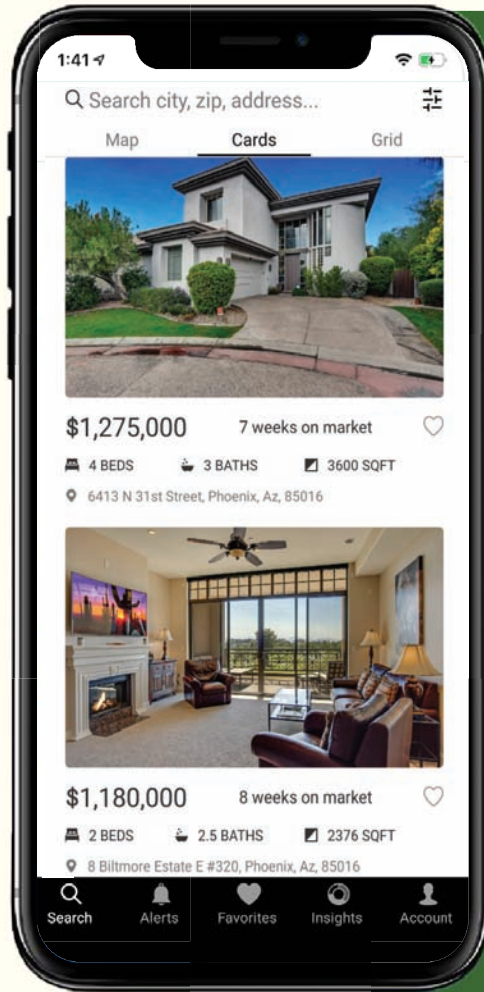 1:41
Search city, zip, address...
Map Cards Grid
$1,275,000 7 weeks on market
4 BEDS 3 BATHS 3600 SQFT
6413 N 31st Street, Phoenix, Az, 85016
$1,180,000 8 weeks on market
2 BEDS 2.5 BATHS 2376 SQFT
8 Biltmore Estate E #320, Phoenix, Az, 85016
Search Alerts Favorites Insights Account